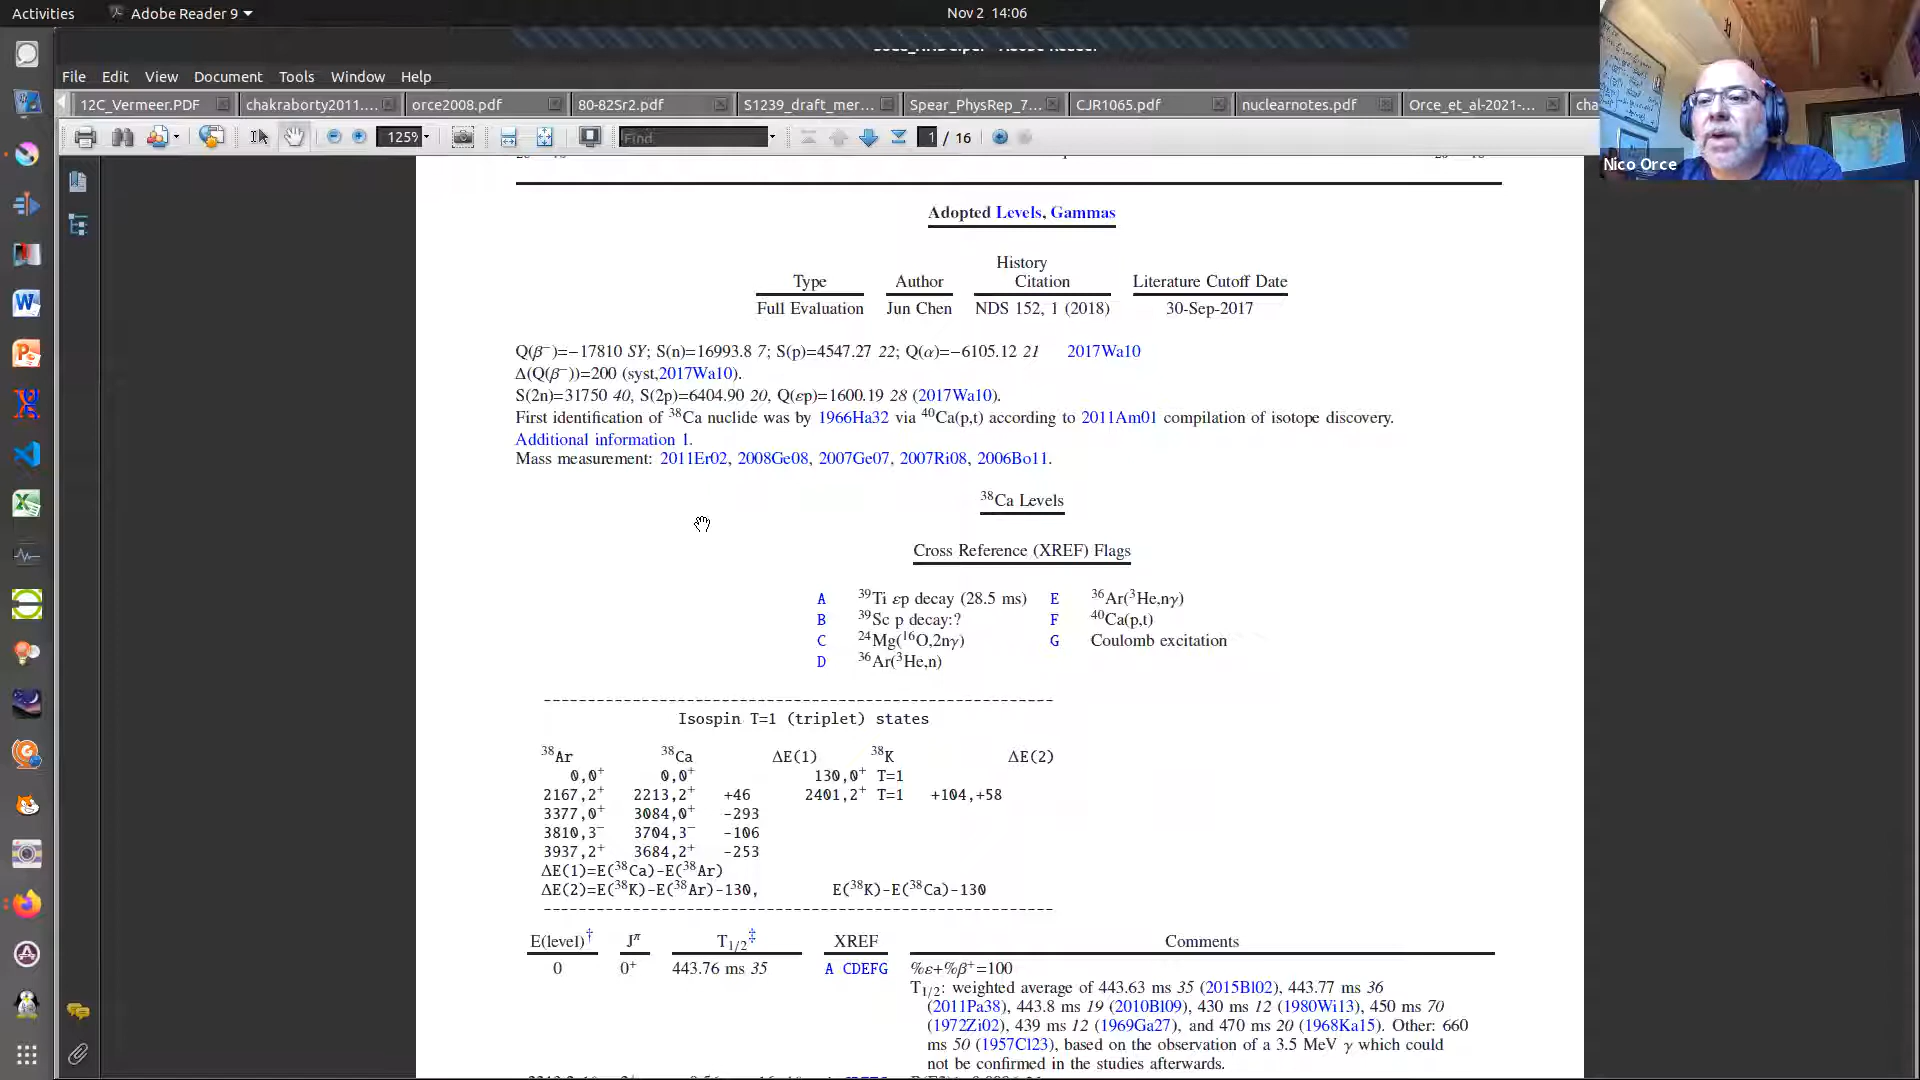 Activities Adobe Reader 9 Nov 2 14:06
File Edit View Document Tools Window Help
12C_Vermeer.PDF chakraborty2011.... orce2008.pdf 80-82Sr2.pdf S1239_draft_mer... Spear_PhysRep_7... CJR1065.pdf nuclearnotes.pdf Orce_et_al-2021-... cha
125% Find 1 / 16
Nico Orce
Adopted Levels, Gammas
History
Type Author Citation Literature Cutoff Date
Full Evaluation Jun Chen NDS 152, 1 (2018) 30-Sep-2017
Q(β⁻)=−17810 SY; S(n)=16993.8 7; S(p)=4547.27 22; Q(α)=−6105.12 21 2017Wa10
Δ(Q(β⁻))=200 (syst,2017Wa10).
S(2n)=31750 40, S(2p)=6404.90 20, Q(εp)=1600.19 28 (2017Wa10).
First identification of ³⁸Ca nuclide was by 1966Ha32 via ⁴⁰Ca(p,t) according to 2011Am01 compilation of isotope discovery.
Additional information 1.
Mass measurement: 2011Er02, 2008Ge08, 2007Ge07, 2007Ri08, 2006Bo11.
³⁸Ca Levels
Cross Reference (XREF) Flags
A ³⁹Ti εp decay (28.5 ms) E ³⁶Ar(³He,nγ)
B ³⁹Sc p decay:? F ⁴⁰Ca(p,t)
C ²⁴Mg(¹⁶O,2nγ) G Coulomb excitation
D ³⁶Ar(³He,n)
Isospin T=1 (triplet) states
³⁸Ar ³⁸Ca ΔE(1) ³⁸K ΔE(2)
0,0⁺ 0,0⁺ 130,0⁺ T=1
2167,2⁺ 2213,2⁺ +46 2401,2⁺ T=1 +104,+58
3377,0⁺ 3084,0⁺ -293
3810,3⁻ 3704,3⁻ -106
3937,2⁺ 3684,2⁺ -253
ΔE(1)=E(³⁸Ca)-E(³⁸Ar)
ΔE(2)=E(³⁸K)-E(³⁸Ar)-130, E(³⁸K)-E(³⁸Ca)-130
E(level)† Jπ T1/2‡ XREF Comments
0 0⁺ 443.76 ms 35 A CDEFG %ε+%β⁺=100
T1/2: weighted average of 443.63 ms 35 (2015Bl02), 443.77 ms 36
(2011Pa38), 443.8 ms 19 (2010Bl09), 430 ms 12 (1980Wi13), 450 ms 70
(1972Zi02), 439 ms 12 (1969Ga27), and 470 ms 20 (1968Ka15). Other: 660
ms 50 (1957Cl23), based on the observation of a 3.5 MeV γ which could
not be confirmed in the studies afterwards.